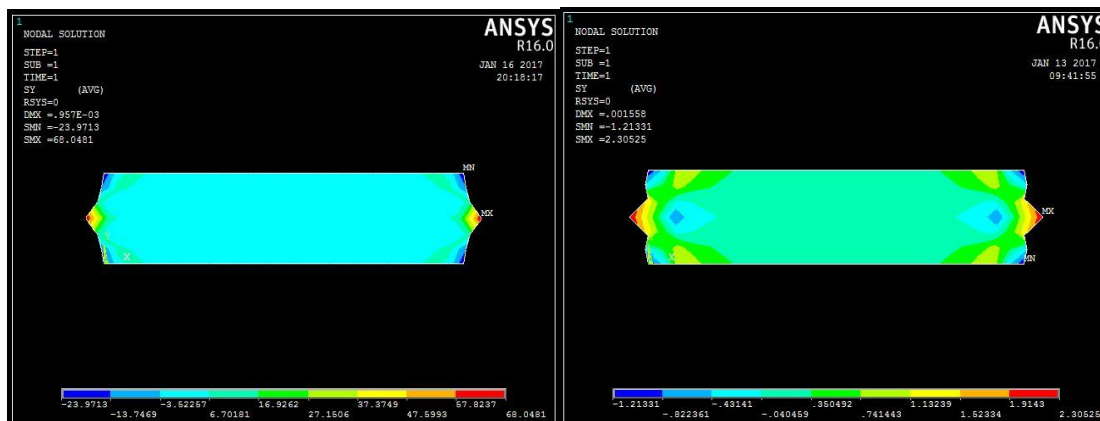 1
ANSYS
R16.0
NODAL SOLUTION
STEP=1
SUB =1
TIME=1
SY (AVG)
RSYS=0
DMX =.957E-03
SMN =-23.9713
SMX =68.0481
JAN 16 2017
20:18:17
MN
MX
Y
X
-23.9713 -3.52257 16.9262 37.3749 57.8237
-13.7469 6.70181 27.1506 47.5993 68.0481
1
ANSYS
R16.0
NODAL SOLUTION
STEP=1
SUB =1
TIME=1
SY (AVG)
RSYS=0
DMX =.001558
SMN =-1.21331
SMX =2.30525
JAN 13 2017
09:41:55
MX
X
MN
-1.21331 -.43141 .350492 1.13239 1.9143
-.822361 -.040459 .741443 1.52334 2.30525